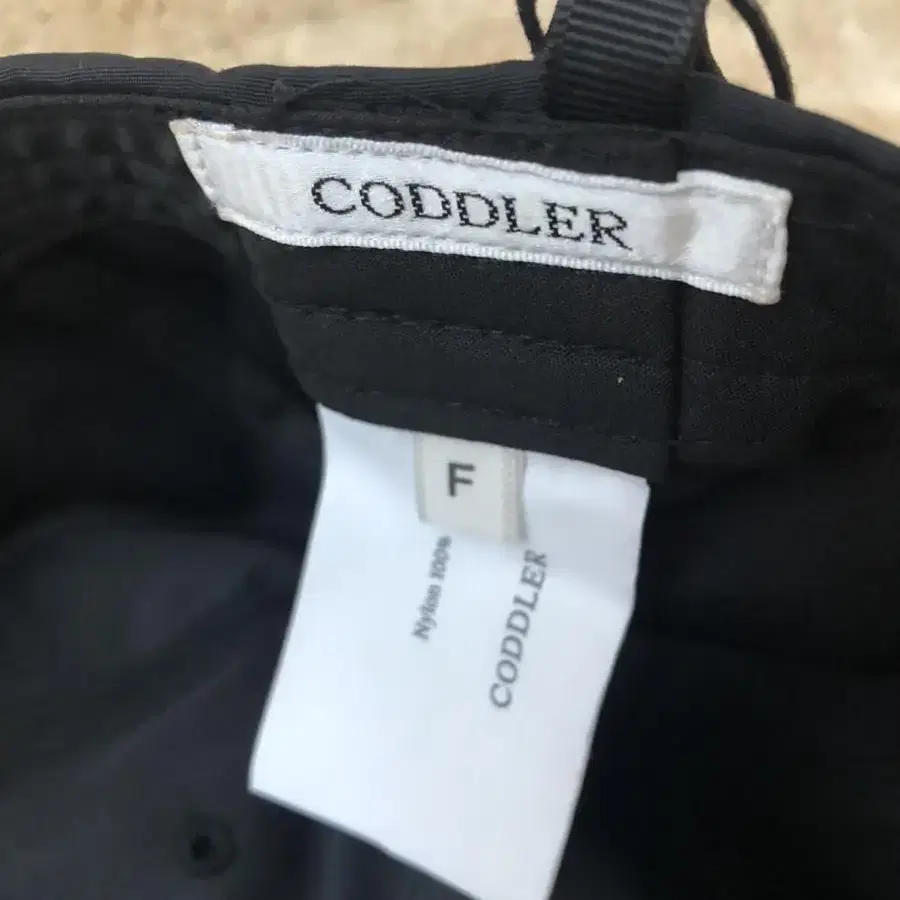 CODDLER
F
Nylon 100%
CODDLER